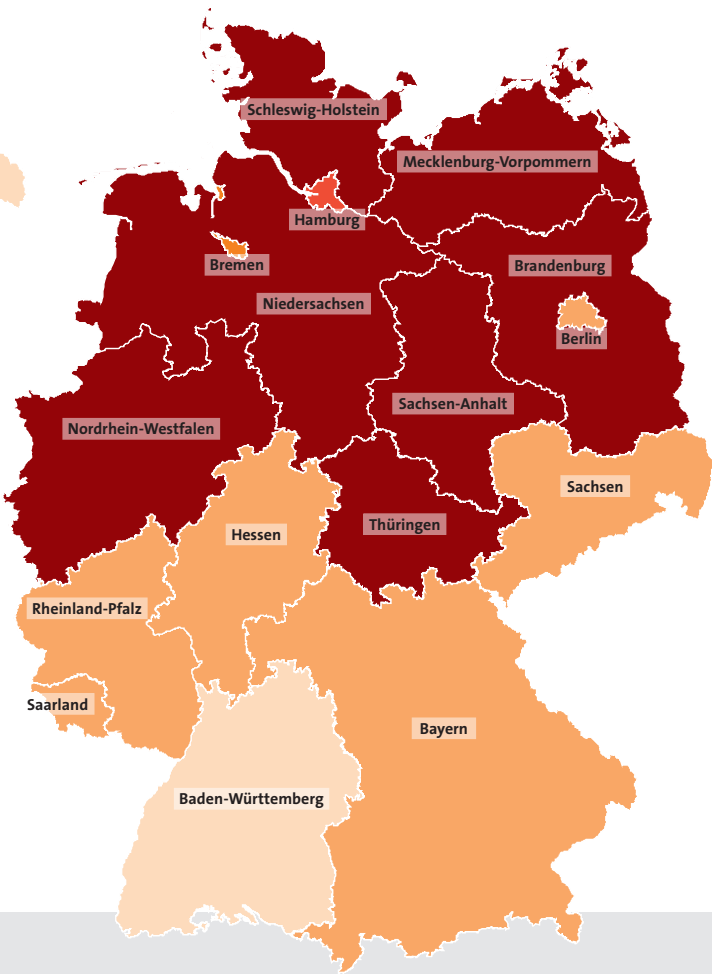 Schleswig-Holstein
Mecklenburg-Vorpommern
Hamburg
Bremen
Brandenburg
Niedersachsen
Berlin
Sachsen-Anhalt
Nordrhein-Westfalen
Sachsen
Thüringen
Hessen
Rheinland-Pfalz
Saarland
Bayern
Baden-Württemberg